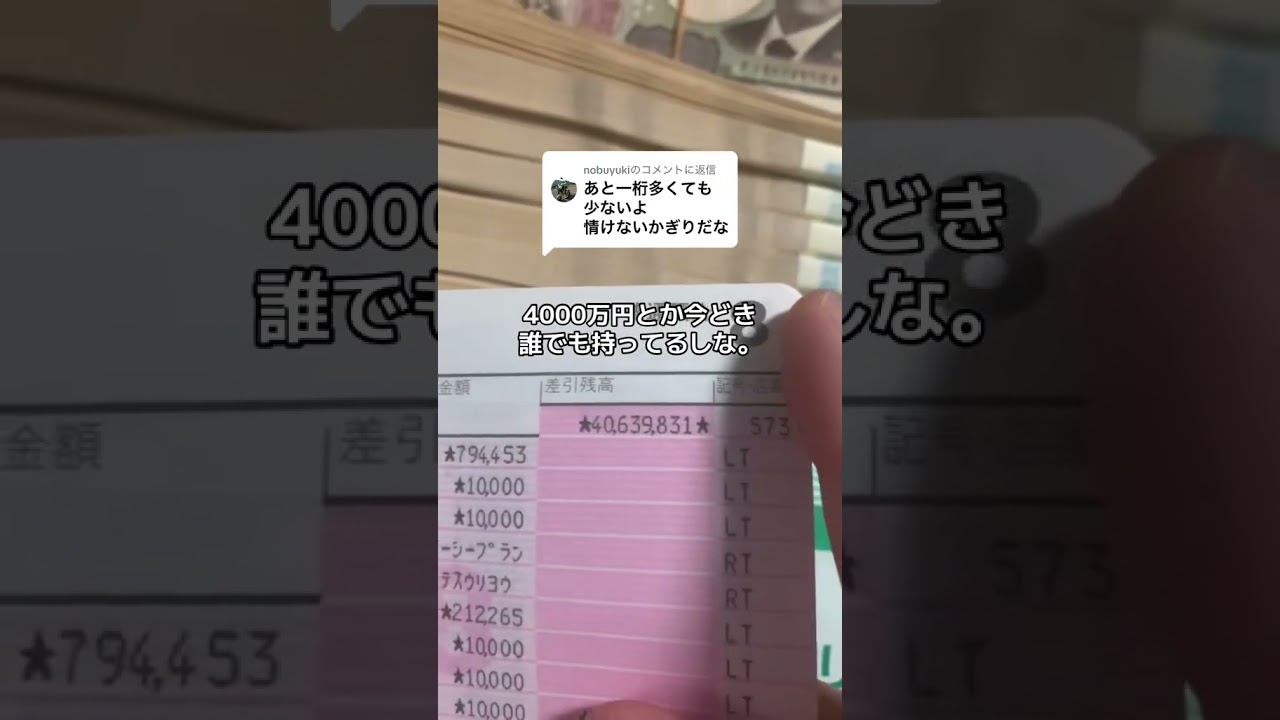 nobuyukiのコメントに返信
あと一桁多くても
少ないよ
情けないかぎりだな
4000万円とか今どき
誰でも持ってるしな。
金額 差引残高
★40,639,831★ 573
★794,453 LT
★10,000 LT
★10,000 LT
ーシープラン RT
テスウリヨウ RT
★212,265 LT
★10,000 LT
★10,000 LT
★10,000 LT